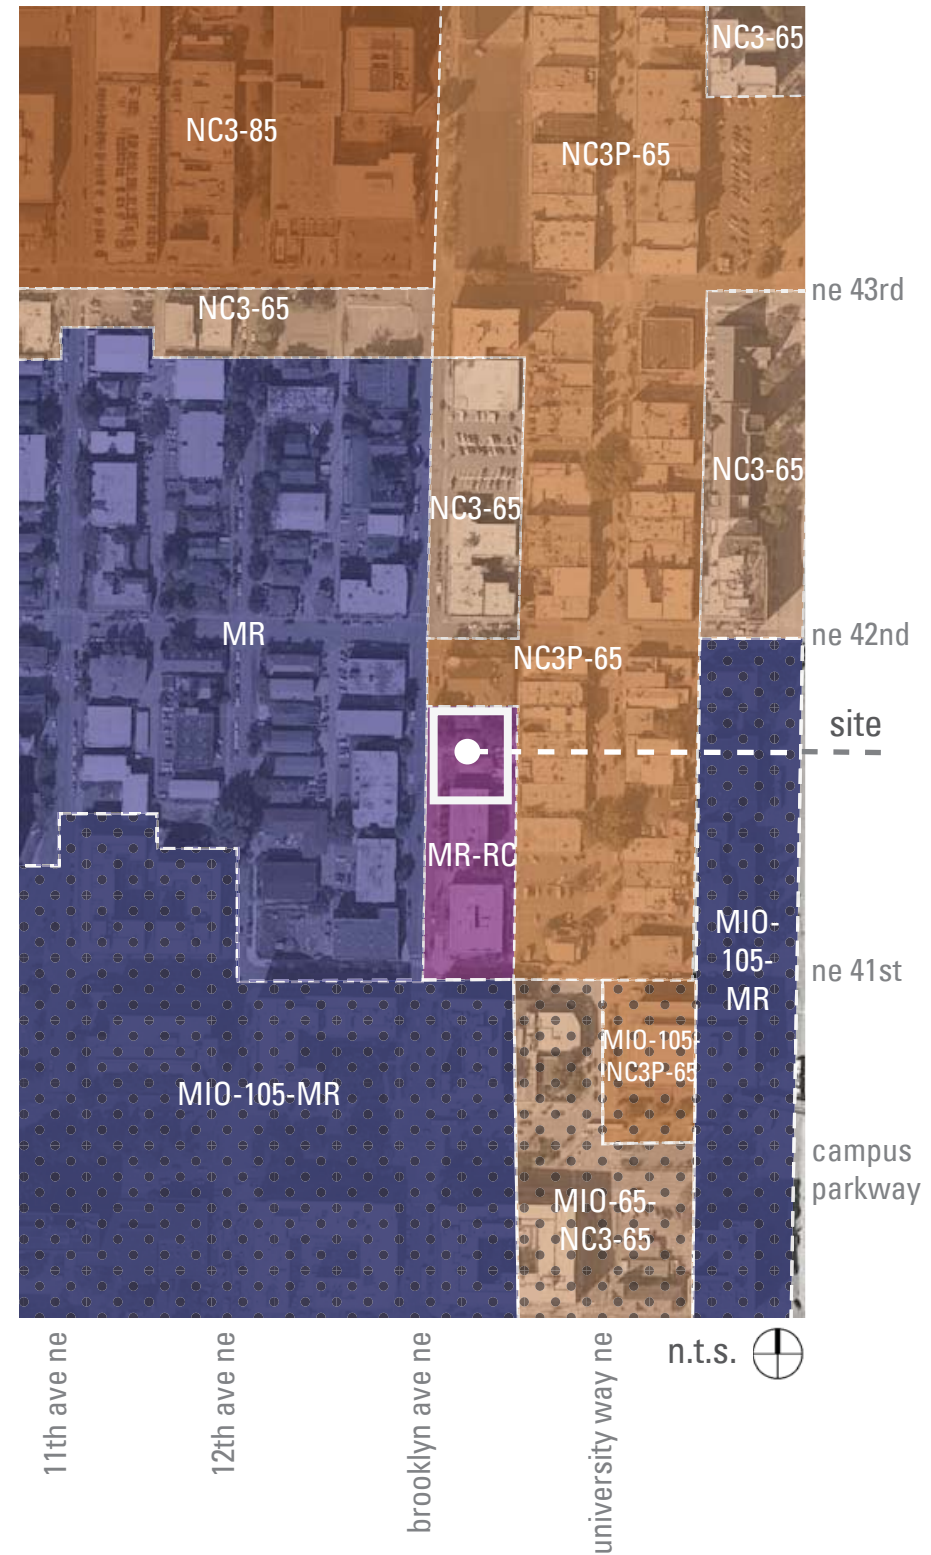 NC3-65
NC3-85
NC3P-65
ne 43rd
NC3-65
NC3-65
NC3-65
MR
ne 42nd
NC3P-65
site
MR-RC
MIO-
105-
MR
ne 41st
MIO-105-
NC3P-65
MIO-105-MR
campus
parkway
MIO-65-
NC3-65
n.t.s.
11th ave ne
12th ave ne
brooklyn ave ne
university way ne